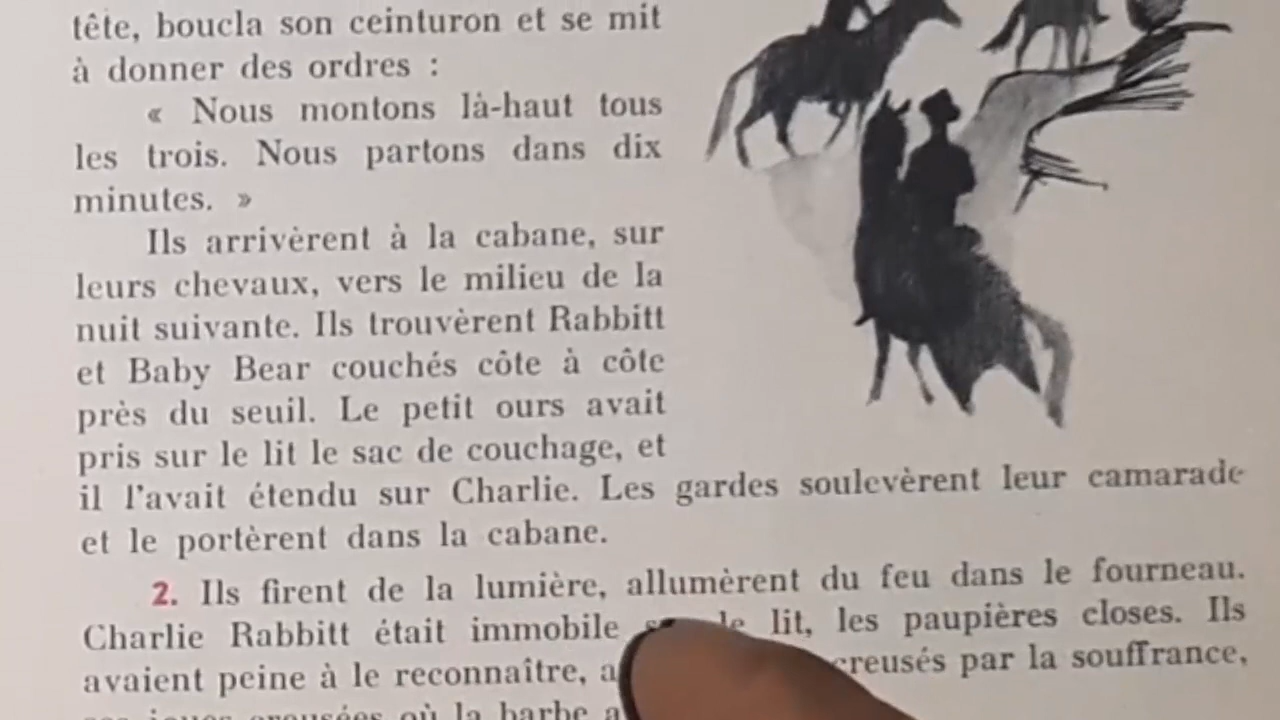 tête, boucla son ceinturon et se mit
à donner des ordres :
« Nous montons là-haut tous
les trois. Nous partons dans dix
minutes. »
Ils arrivèrent à la cabane, sur
leurs chevaux, vers le milieu de la
nuit suivante. Ils trouvèrent Rabbitt
et Baby Bear couchés côte à côte
près du seuil. Le petit ours avait
pris sur le lit le sac de couchage, et
il l'avait étendu sur Charlie. Les gardes soulevèrent leur camarade
et le portèrent dans la cabane.
2. Ils firent de la lumière, allumèrent du feu dans le fourneau.
Charlie Rabbitt était immobile le lit, les paupières closes. Ils
avaient peine à le reconnaître, creusés par la souffrance,
joues creusées où la barbe